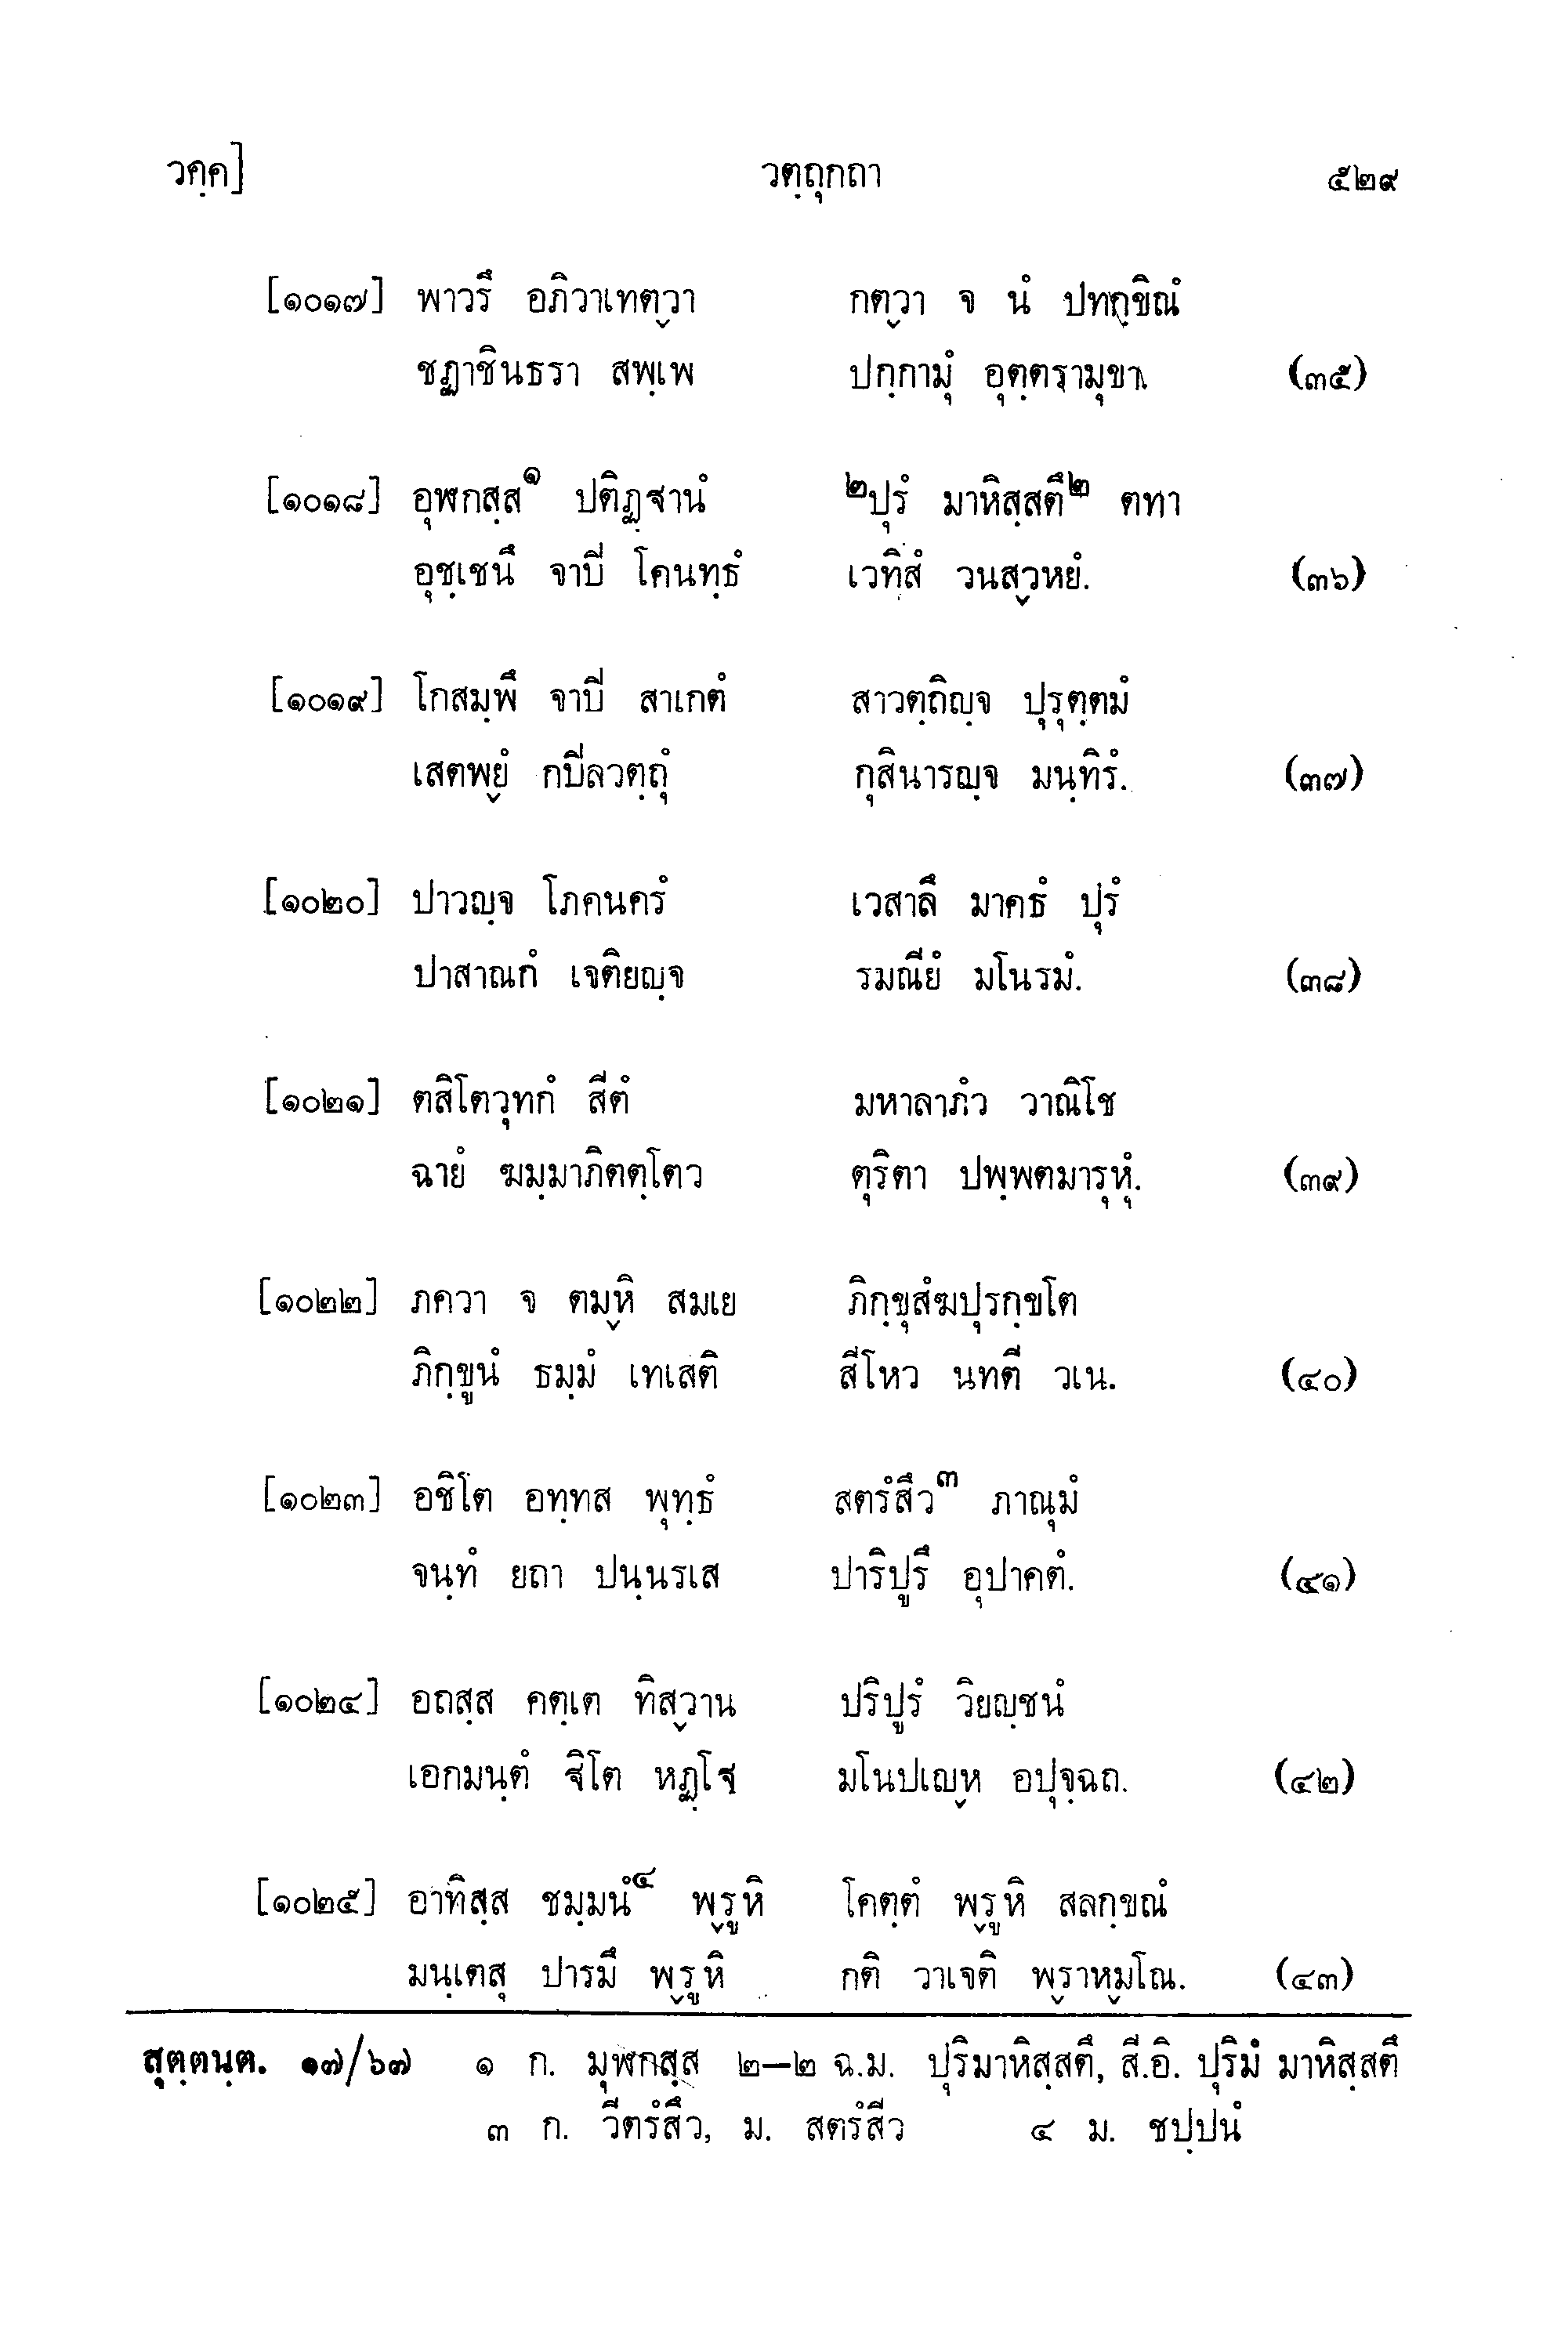 วคฺค] วตฺถุกถา ๕๒๙
[๑๐๑๗] พาวรึ อภิวาเทตฺวา กตฺวา จ นํ ปทกฺขิณํ
ชฏาชินธรา สพฺเพ ปกฺกามุํ อุตฺตรามุขา (๓๕)
[๑๐๑๘] อุฬกสฺส๑ ปติฏฺฐานํ ๒ปุรํ มาหิสฺสตึ๒ ตทา
อุชฺเชนึ จาปิ โคนทฺธํ เวทิสํ วนสวฺหยํ. (๓๖)
[๑๐๑๙] โกสมฺพึ จาปิ สาเกตํ สาวตฺถิญฺจ ปุรุตฺตมํ
เสตพฺยํ กปิลวตฺถุํ กุสินารญฺจ มนฺทิรํ. (๓๗)
[๑๐๒๐] ปาวญฺจ โภคนครํ เวสาลึ มาคธํ ปุรํ
ปาสาณกํ เจติยญฺจ รมณียํ มโนรมํ. (๓๘)
[๑๐๒๑] ตสิโตวุทกํ สีตํ มหาลาภํว วาณิโช
ฉายํ ฆมฺมาภิตตฺโตว ตุริตา ปพฺพตมารุหุํ. (๓๙)
[๑๐๒๒] ภควา จ ตมฺหิ สมเย ภิกฺขุสํฆปุรกฺขโต
ภิกฺขูนํ ธมฺมํ เทเสติ สีโหว นทตี วเน. (๔๐)
[๑๐๒๓] อชิโต อทฺทส พุทฺธํ สตรํสึว๓ ภาณุมํ
จนฺทํ ยถา ปนฺนรเส ปาริปูรึ อุปาคตํ. (๔๑)
[๑๐๒๔] อถสฺส คตฺเต ทิสฺวาน ปริปูรํ วิยญฺชนํ
เอกมนฺตํ ฐิโต หฏฺโฐ มโนปเญฺห อปุจฺฉถ. (๔๒)
[๑๐๒๕] อาทิสฺส ชมฺมนํ๔ พฺรูหิ โคตฺตํ พฺรูหิ สลกฺขณํ
มนฺเตสุ ปารมึ พฺรูหิ กติ วาเจติ พฺราหฺมโณ. (๔๓)
สุตฺตนฺต. ๑๗/๖๗ ๑ ก. มุฬกสฺส ๒—๒ ฉ.ม. ปุริมาหิสฺสตึ, สี.อิ. ปุริมํ มาหิสฺสตึ
๓ ก. วีตรํสึว, ม. สตรํสีว ๔ ม. ชปฺปนํ